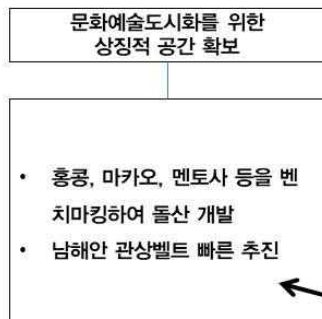 문화예술도시화를 위한
상징적 공간 확보
• 홍콩, 마카오, 멘토사 등을 벤
치마킹하여 돌산 개발
• 남해안 관상벨트 빠른 추진